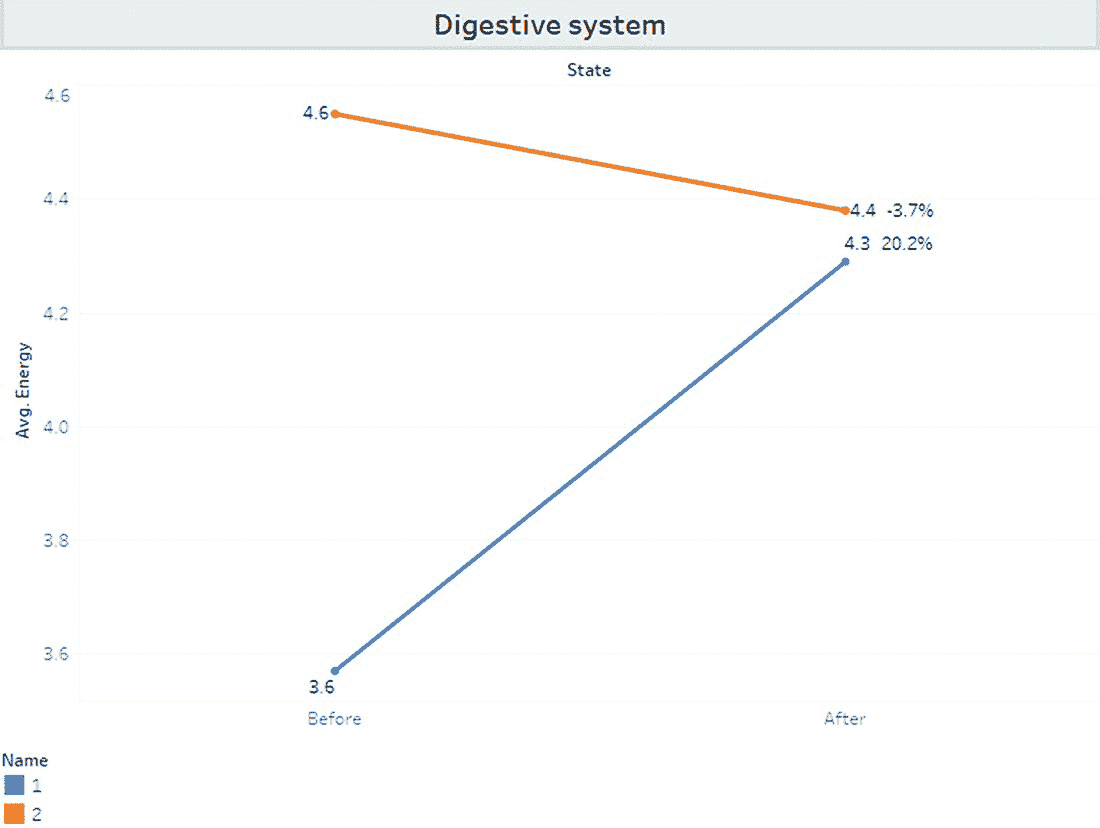 Digestive system
State
4.6
4.6
4.4
4.4 -3.7%
4.3 20.2%
4.2
Avg. Energy
4.0
3.8
3.6
3.6
Before After
Name
1
2